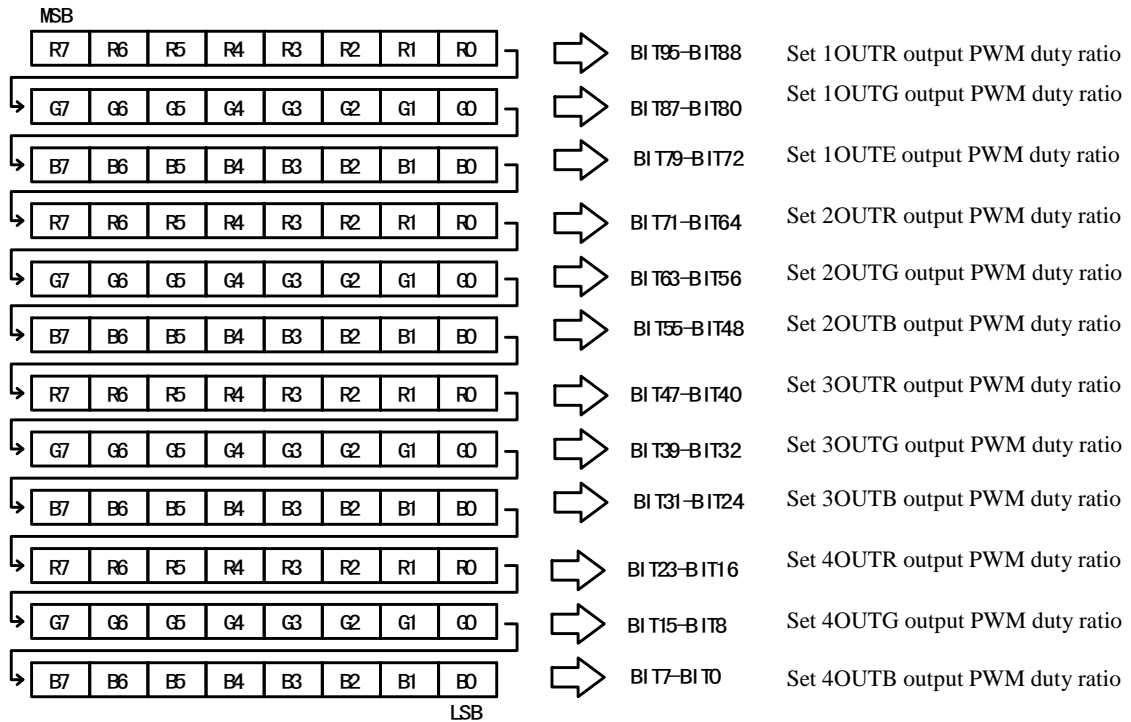 MSB
R7 R6 R5 R4 R3 R2 R1 R0 BIT95-BIT88 Set 1OUTR output PWM duty ratio
G7 G6 G5 G4 G3 G2 G1 G0 BIT87-BIT80 Set 1OUTG output PWM duty ratio
B7 B6 B5 B4 B3 B2 B1 B0 BIT79-BIT72 Set 1OUTE output PWM duty ratio
R7 R6 R5 R4 R3 R2 R1 R0 BIT71-BIT64 Set 2OUTR output PWM duty ratio
G7 G6 G5 G4 G3 G2 G1 G0 BIT63-BIT56 Set 2OUTG output PWM duty ratio
B7 B6 B5 B4 B3 B2 B1 B0 BIT55-BIT48 Set 2OUTB output PWM duty ratio
R7 R6 R5 R4 R3 R2 R1 R0 BIT47-BIT40 Set 3OUTR output PWM duty ratio
G7 G6 G5 G4 G3 G2 G1 G0 BIT39-BIT32 Set 3OUTG output PWM duty ratio
B7 B6 B5 B4 B3 B2 B1 B0 BIT31-BIT24 Set 3OUTB output PWM duty ratio
R7 R6 R5 R4 R3 R2 R1 R0 BIT23-BIT16 Set 4OUTR output PWM duty ratio
G7 G6 G5 G4 G3 G2 G1 G0 BIT15-BIT8 Set 4OUTG output PWM duty ratio
B7 B6 B5 B4 B3 B2 B1 B0 BIT7-BIT0 Set 4OUTB output PWM duty ratio
LSB